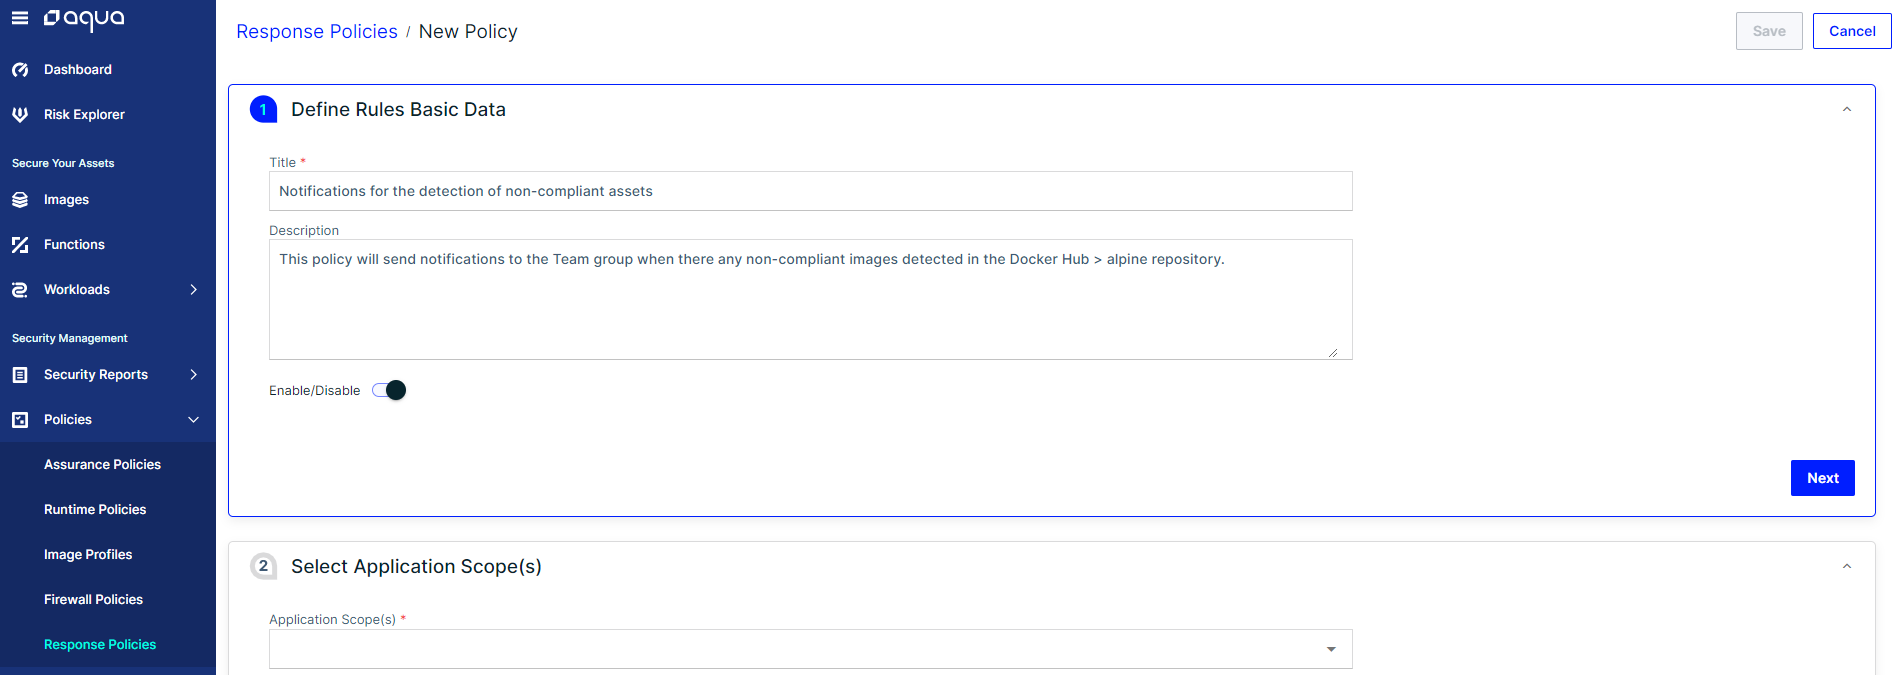 aqua
Dashboard
Risk Explorer
Secure Your Assets
Images
Functions
Workloads
Security Management
Security Reports
Policies
Assurance Policies
Runtime Policies
Image Profiles
Firewall Policies
Response Policies
Response Policies / New Policy
Save
Cancel
1 Define Rules Basic Data
Title *
Notifications for the detection of non-compliant assets
Description
This policy will send notifications to the Team group when there any non-compliant images detected in the Docker Hub > alpine repository.
Enable/Disable
Next
2 Select Application Scope(s)
Application Scope(s) *